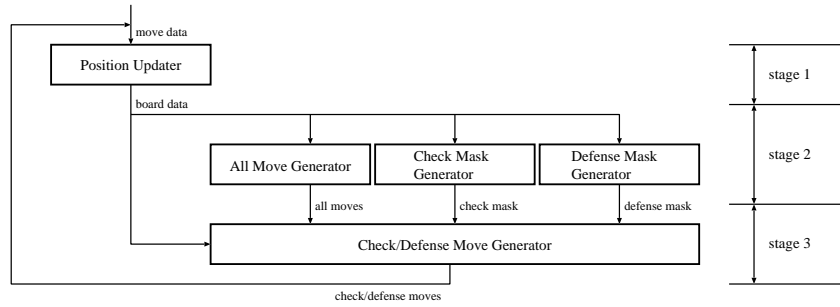 move data
Position Updater
stage 1
board data
All Move Generator
Check Mask
Generator
Defense Mask
Generator
stage 2
all moves
check mask
defense mask
Check/Defense Move Generator
stage 3
check/defense moves